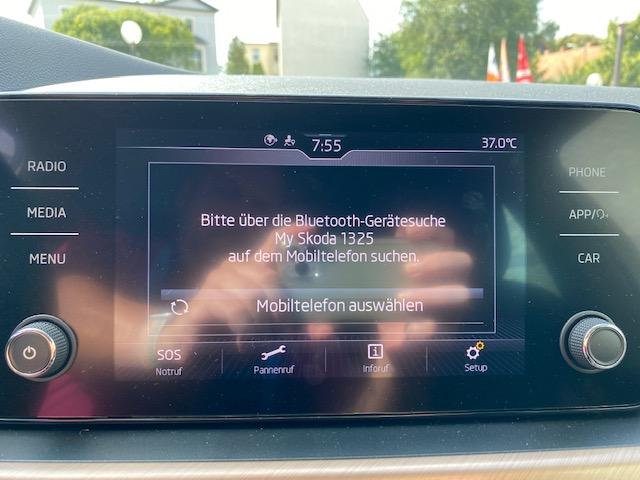 7:55
37.0°C
RADIO
MEDIA
MENU
PHONE
APP/
CAR
Bitte über die Bluetooth-Gerätesuche
My Skoda 1325
auf dem Mobiltelefon suchen.
Mobiltelefon auswählen
SOS
Notruf
Pannenruf
i
Inforuf
Setup